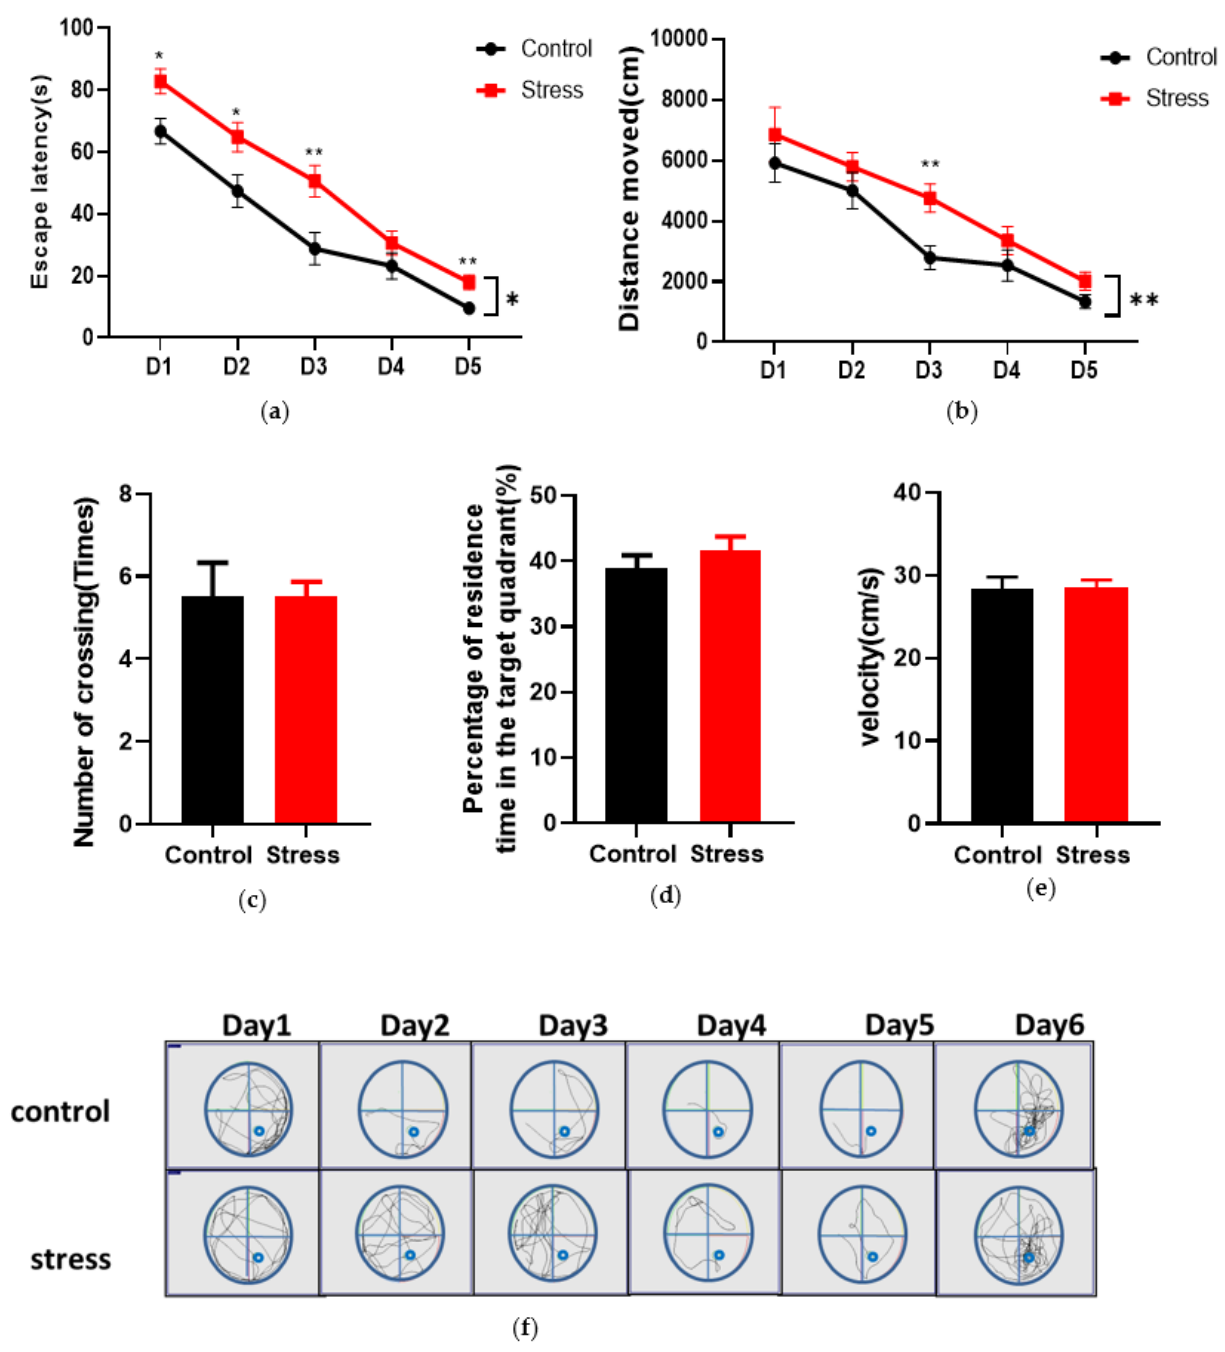 100
80
60
40
20
0
Escape latency(s)
*
*
**
**
*
Control
Stress
D1 D2 D3 D4 D5
(a)
10000
8000
6000
4000
2000
0
Distance moved(cm)
**
**
Control
Stress
D1 D2 D3 D4 D5
(b)
8
6
4
2
0
Number of crossing(Times)
Control Stress
(c)
50
40
30
20
10
0
Percentage of residence
time in the target quadrant(%)
Control Stress
(d)
40
30
20
10
0
velocity(cm/s)
Control Stress
(e)
Day1 Day2 Day3 Day4 Day5 Day6
control
stress
(f)